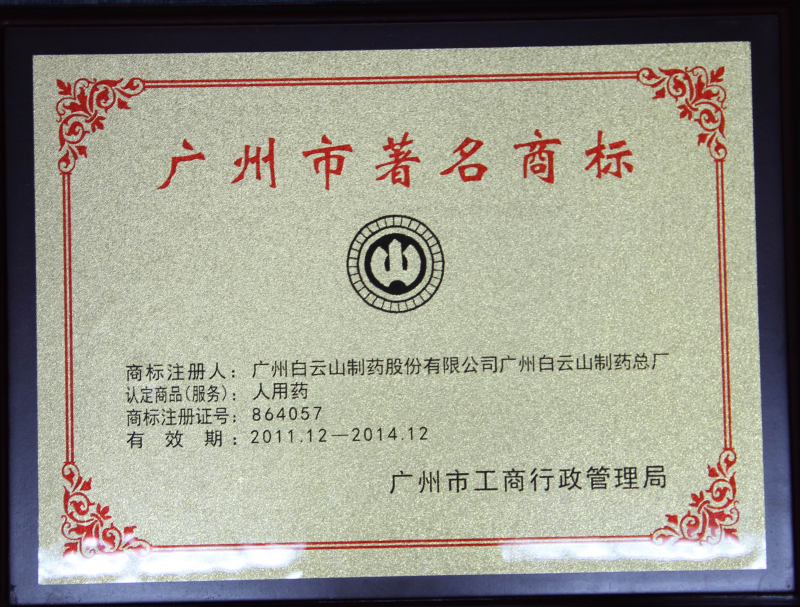 广州市著名商标
商标注册人：广州白云山制药股份有限公司广州白云山制药总厂
认定商品(服务)：人用药
商标注册证号：864057
有 效 期：2011.12—2014.12
广州市工商行政管理局